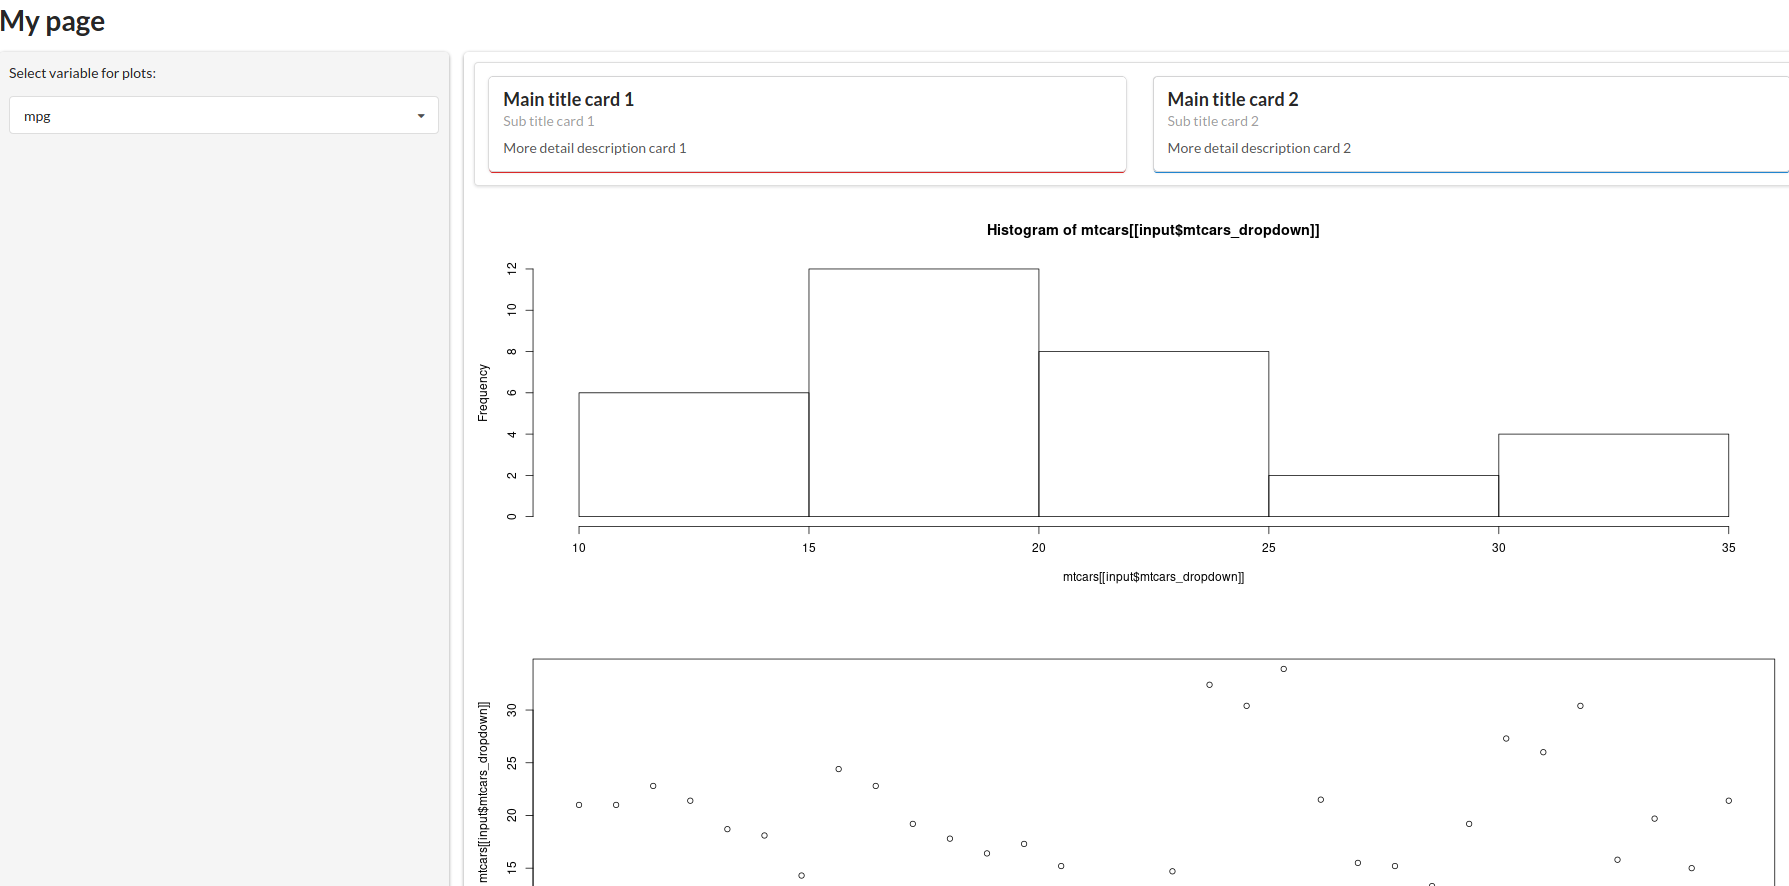 My page
Select variable for plots:
mpg
Main title card 1
Sub title card 1
More detail description card 1
Main title card 2
Sub title card 2
More detail description card 2
Histogram of mtcars[[input$mtcars_dropdown]]
Frequency
12
10
8
6
4
2
0
10 15 20 25 30 35
mtcars[[input$mtcars_dropdown]]
mtcars[[input$mtcars_dropdown]]
30
25
20
15